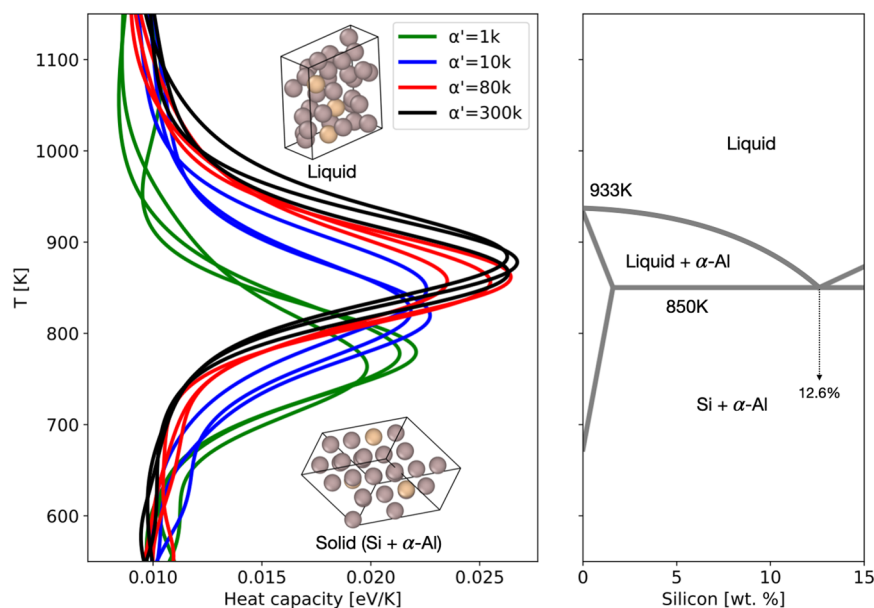 α'=1k
α'=10k
α'=80k
α'=300k
Liquid
Solid (Si + α-Al)
T [K]
1100
1000
900
800
700
600
0.010 0.015 0.020 0.025
Heat capacity [eV/K]
Liquid
933K
Liquid + α-Al
850K
12.6%
Si + α-Al
0 5 10 15
Silicon [wt. %]